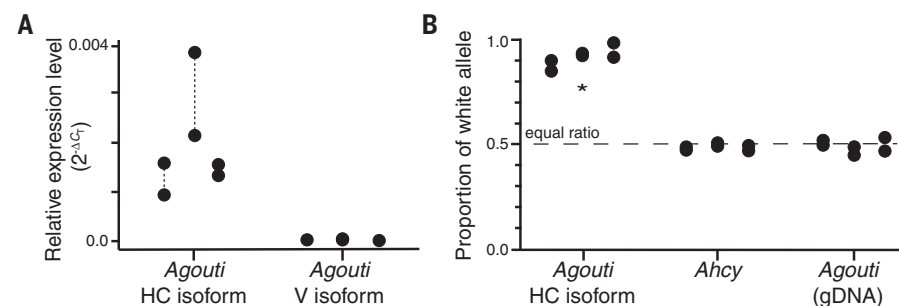 A
Relative expression level
(2-ΔCT)
0.004
0.0
Agouti
HC isoform
Agouti
V isoform
B
Proportion of white allele
1.0
0.5
0.0
equal ratio
*
Agouti
HC isoform
Ahcy
Agouti
(gDNA)